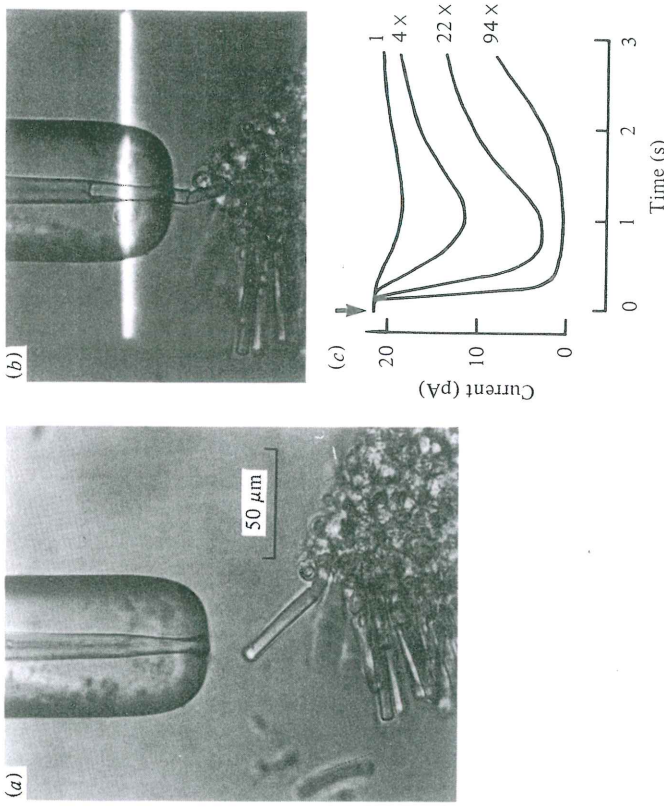 (a)
50 μm
(b)
(c)
Current (pA)
20
10
0
1
4 ×
22 ×
94 ×
0
1
2
3
Time (s)